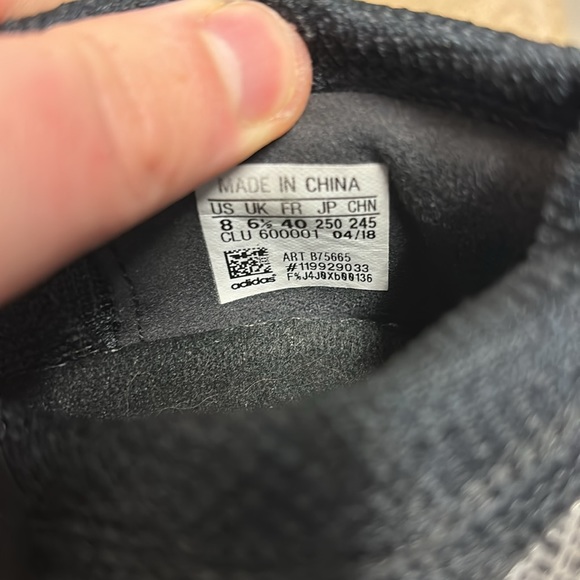 MADE IN CHINA
US UK FR JP CHN
8 6½ 40 250 245
CLU 600001 04/18
ART B75665
#119929033
F%J4J0Xb00136
adidas